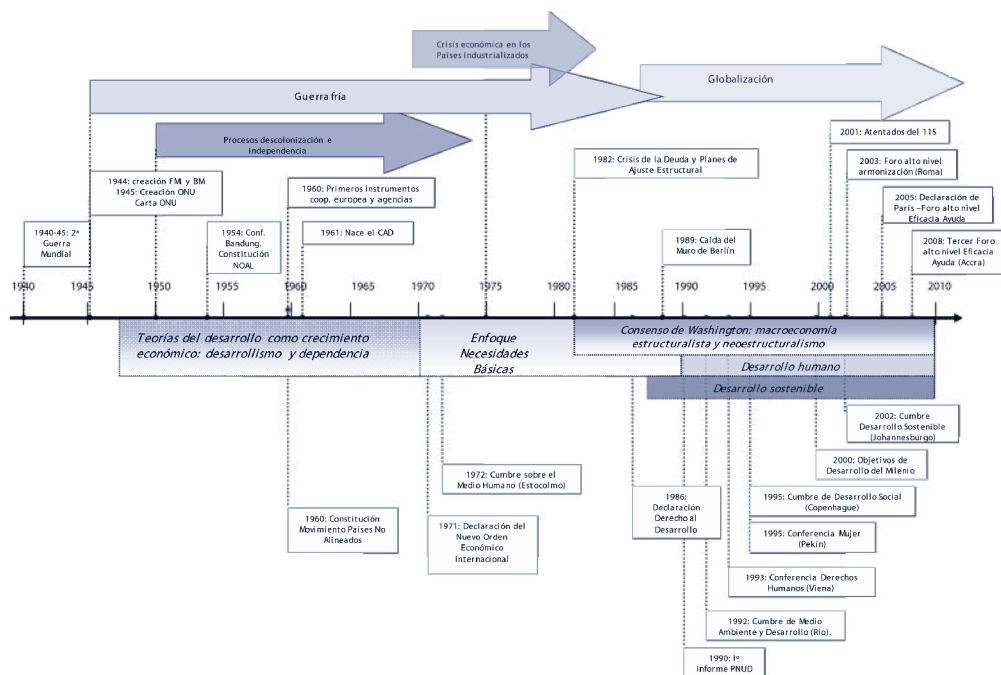 Crisis económica en los
Países Industrializados
Globalización
Guerra fría
Procesos descolonización e
independencia
2001: Atentados del 11S
1982: Crisis de la Deuda y Planes de
Ajuste Estructural
2003: Foro alto nivel
armonización (Roma)
1944: creación FMI y BM
1945: Creación ONU
Carta ONU
1960: Primeros instrumentos
coop. europea y agencias
2005: Declaración de
París –Foro alto nivel
Eficacia Ayuda
1940-45: 2ª
Guerra
Mundial
1954: Conf.
Bandung.
Constitución
NOAL
1961: Nace el CAD
1989: Caída del
Muro de Berlín
2008: Tercer Foro
alto nivel Eficacia
Ayuda (Accra)
1940 1945 1950 1955 1960 1965 1970 1975 1980 1985 1990 1995 2000 2005 2010
Teorías del desarrollo como crecimiento
económico: desarrollismo y dependencia
Enfoque
Necesidades
Básicas
Consenso de Washington: macroeconomía
estructuralista y neoestructuralismo
Desarrollo humano
Desarrollo sostenible
2002: Cumbre
Desarrollo Sostenible
(Johannesburgo)
2000: Objetivos de
Desarrollo del Milenio
1972: Cumbre sobre el
Medio Humano (Estocolmo)
1986:
Declaración
Derecho al
Desarrollo
1995: Cumbre de Desarrollo Social
(Copenhague)
1960: Constitución
Movimiento Países No
Alineados
1971: Declaración del
Nuevo Orden
Económico
Internacional
1995: Conferencia Mujer
(Pekín)
1993: Conferencia Derechos
Humanos (Viena)
1992: Cumbre de Medio
Ambiente y Desarrollo (Río).
1990: Iº
Informe PNUD